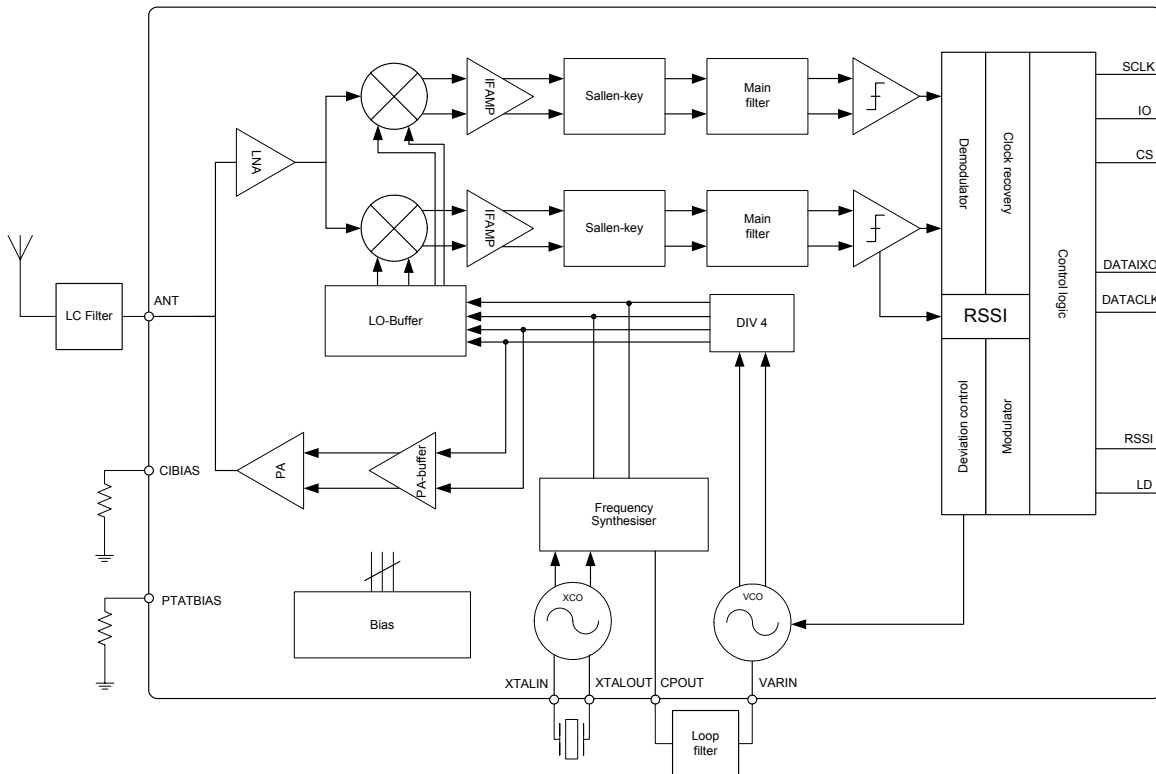 SCLK
IO
CS
DATAIXO
DATACLK
RSSI
LD
IFAMP
Sallen-key
Main
filter
LNA
IFAMP
Sallen-key
Main
filter
Demodulator
Clock recovery
Control logic
RSSI
Deviation control
Modulator
ANT
LC Filter
LO-Buffer
DIV 4
PA
PA-buffer
CIBIAS
Frequency
Synthesiser
PTATBIAS
Bias
XCO
VCO
XTALIN
XTALOUT
CPOUT
VARIN
Loop
filter